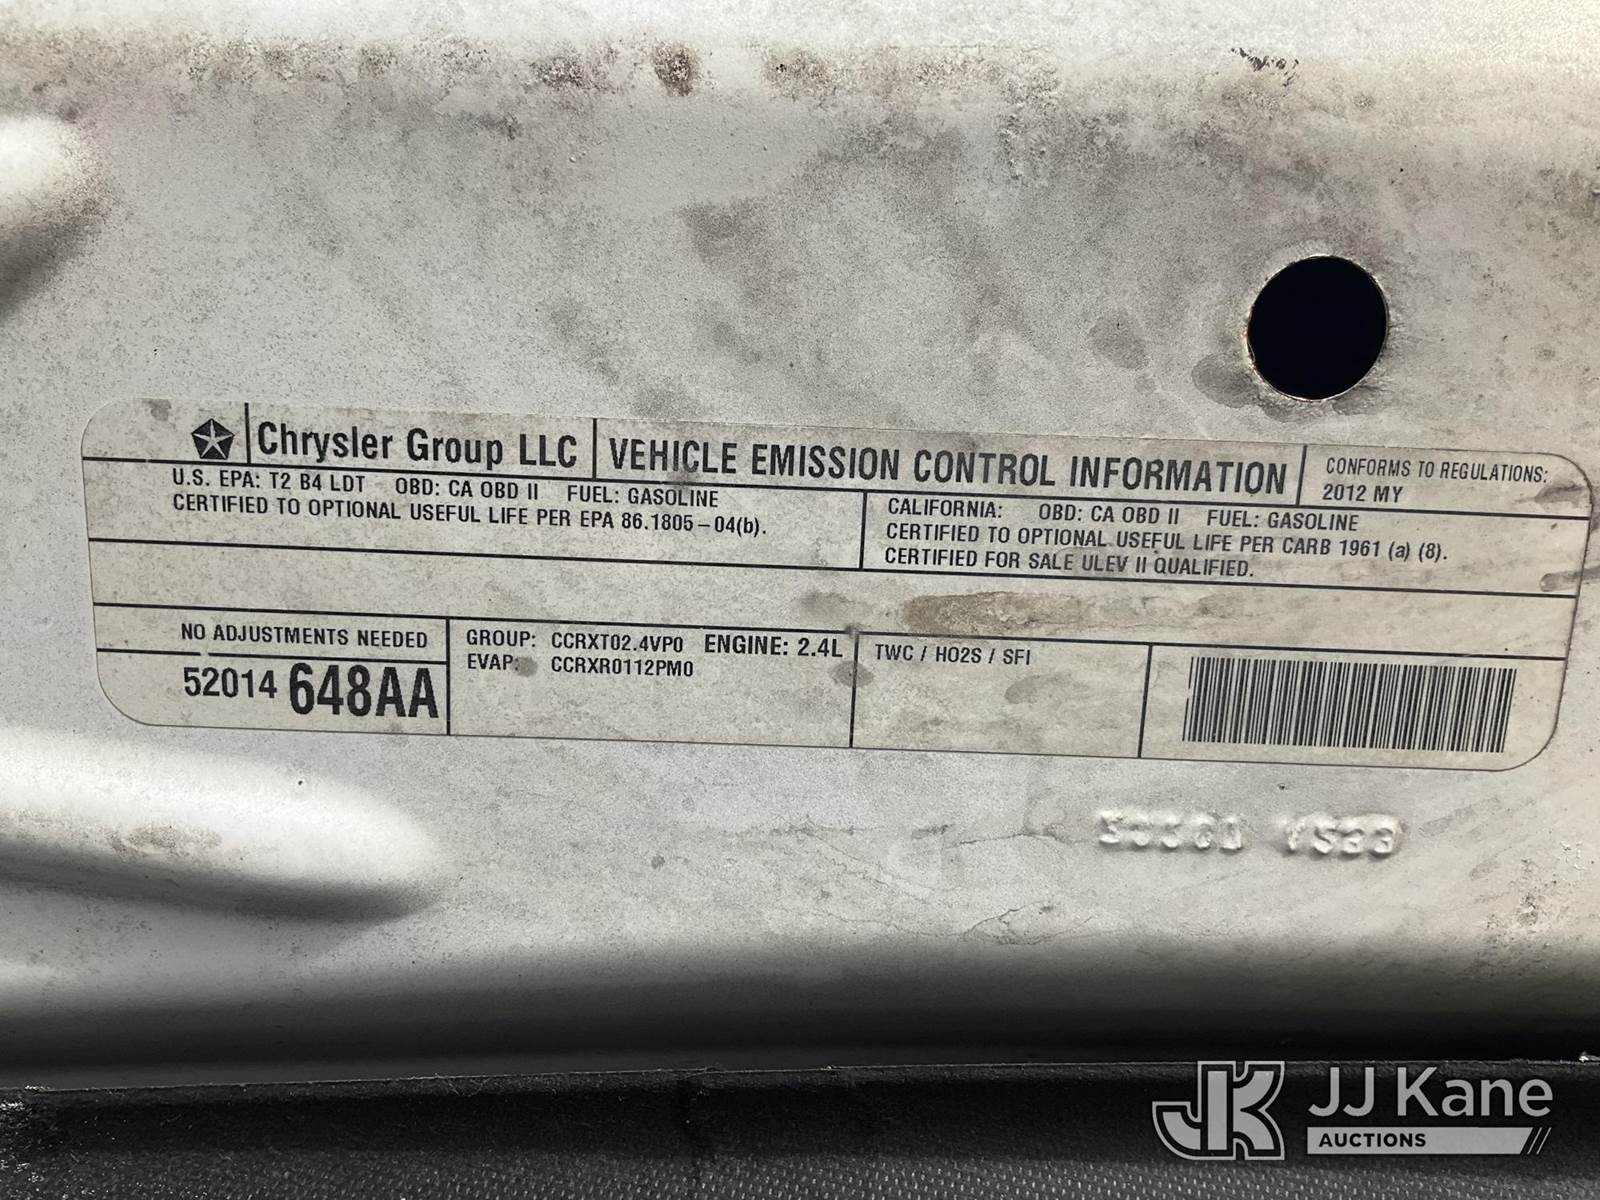 Chrysler Group LLC
VEHICLE EMISSION CONTROL INFORMATION
CONFORMS TO REGULATIONS:
2012 MY
U.S. EPA: T2 B4 LDT OBD: CA OBD II FUEL: GASOLINE
CERTIFIED TO OPTIONAL USEFUL LIFE PER EPA 86.1805-04(b).
CALIFORNIA: OBD: CA OBD II FUEL: GASOLINE
CERTIFIED TO OPTIONAL USEFUL LIFE PER CARB 1961 (a) (8).
CERTIFIED FOR SALE ULEV II QUALIFIED.
NO ADJUSTMENTS NEEDED
52014 648AA
GROUP: CCRXT02.4VP0 ENGINE: 2.4L
EVAP: CCRXR0112PM0
TWC / HO2S / SFI
JK JJ Kane
AUCTIONS